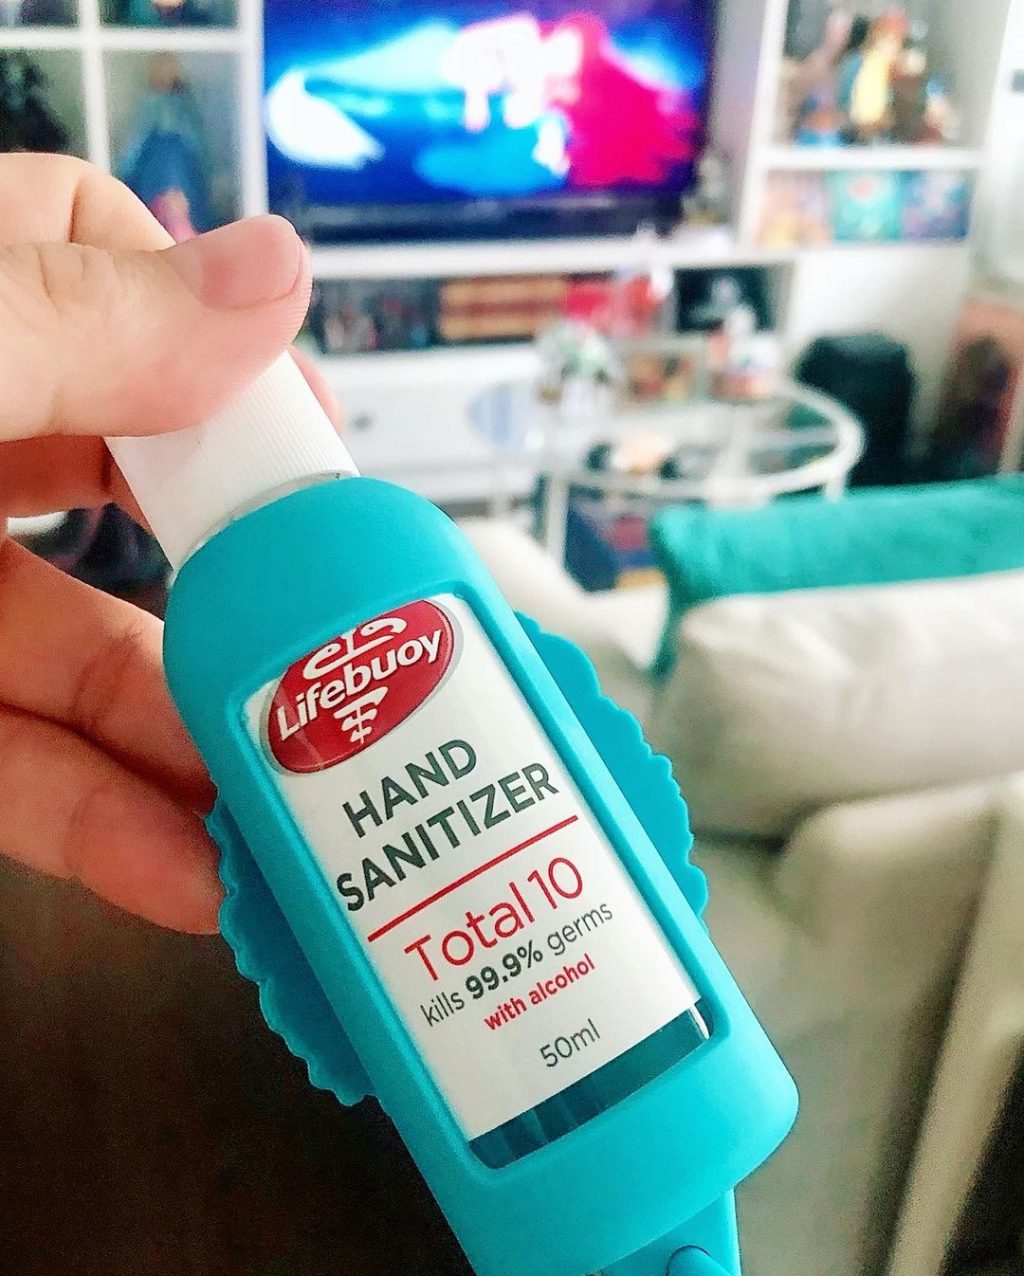 Lifebuoy
HAND
SANITIZER
Total 10
kills 99.9% germs
with alcohol
50ml